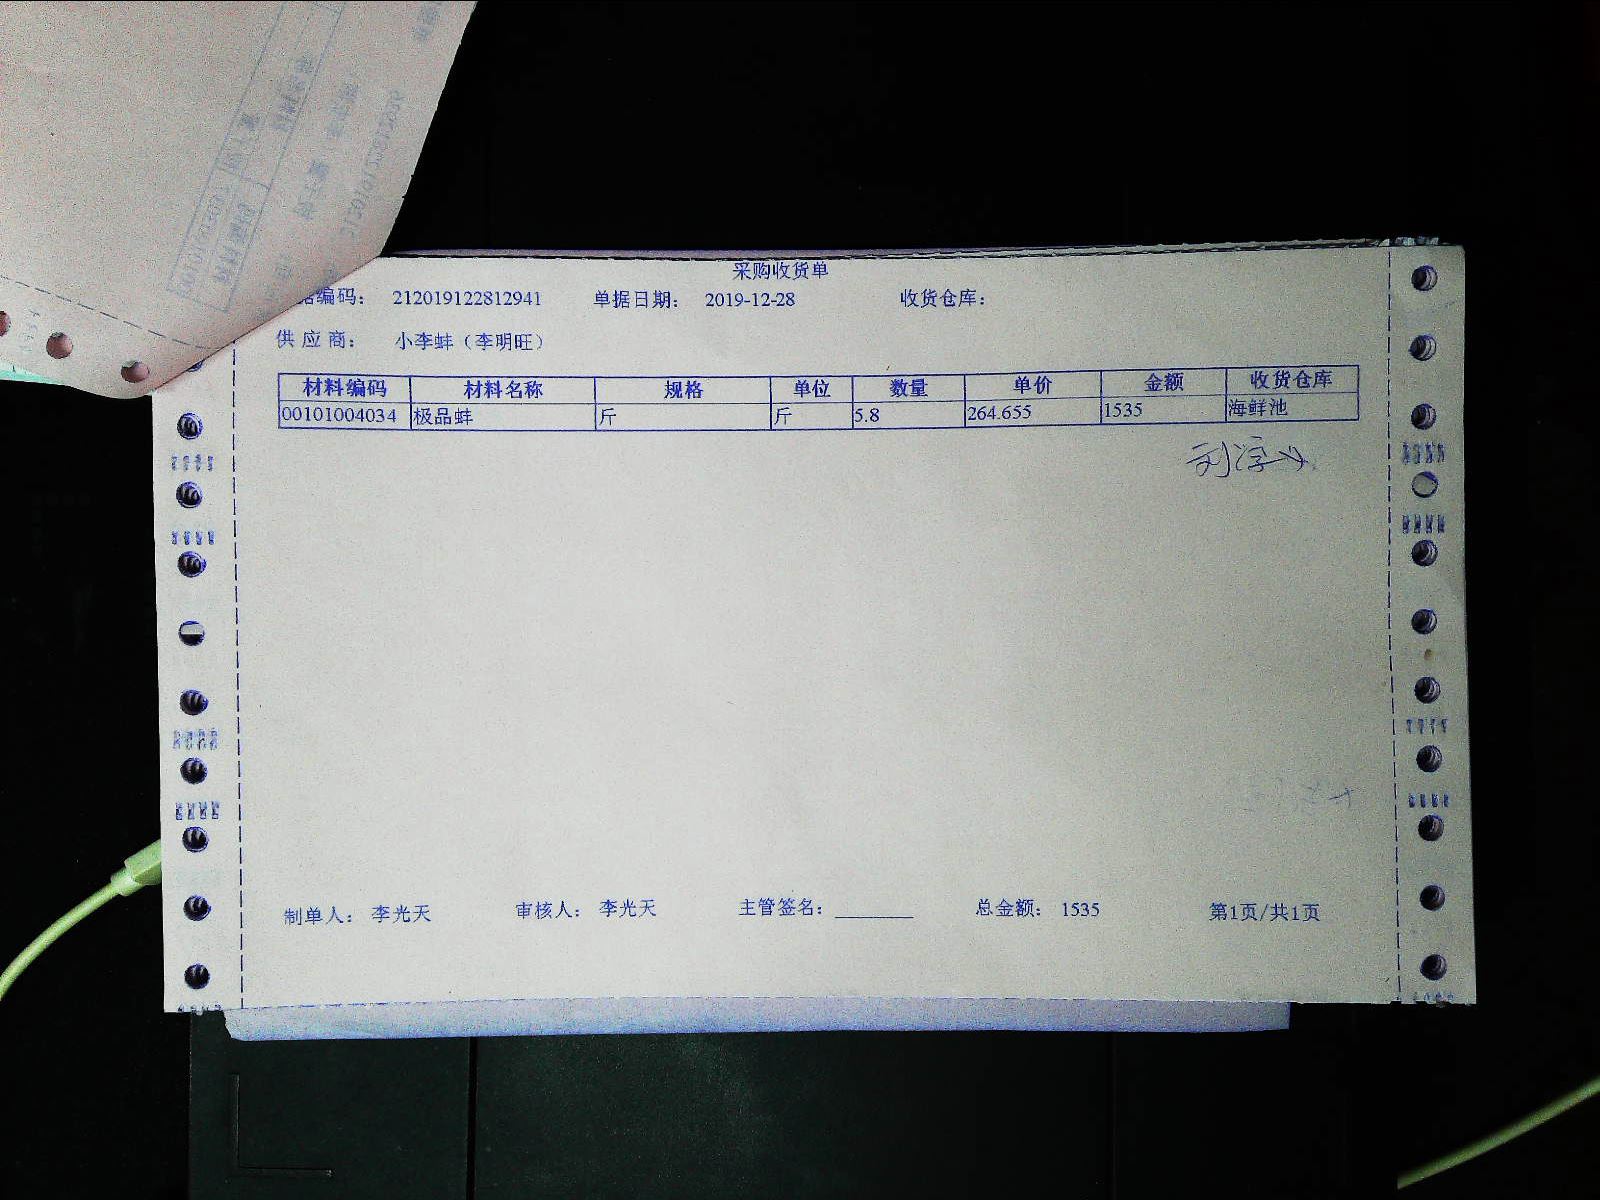 采购收货单
据编码： 212019122812941 单据日期： 2019-12-28 收货仓库：
供应商： 小李蚌（李明旺）
材料编码 材料名称 规格 单位 数量 单价 金额 收货仓库
00101004034 极品蚌 斤 斤 5.8 264.655 1535 海鲜池
制单人： 李光天 审核人： 李光天 主管签名：________ 总金额： 1535 第1页/共1页